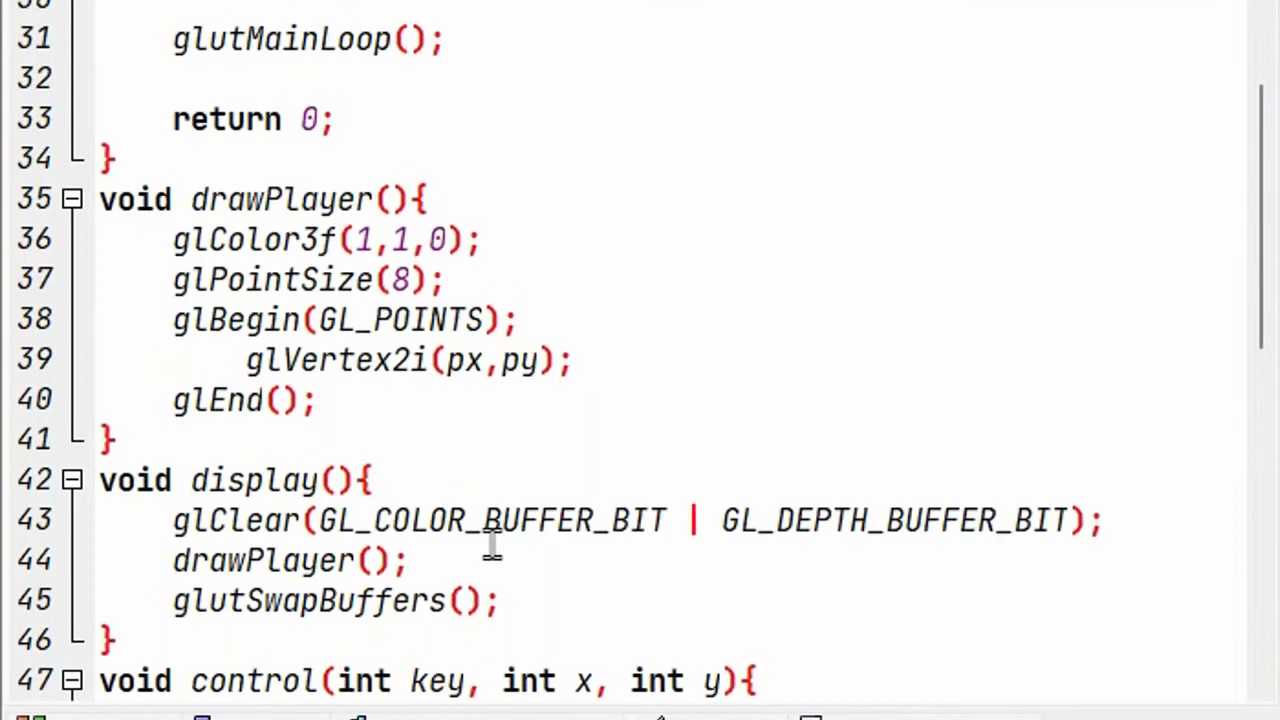 31 glutMainLoop();
32
33 return 0;
34 }
35 void drawPlayer(){
36 glColor3f(1,1,0);
37 glPointSize(8);
38 glBegin(GL_POINTS);
39 glVertex2i(px,py);
40 glEnd();
41 }
42 void display(){
43 glClear(GL_COLOR_BUFFER_BIT | GL_DEPTH_BUFFER_BIT);
44 drawPlayer();
45 glutSwapBuffers();
46 }
47 void control(int key, int x, int y){